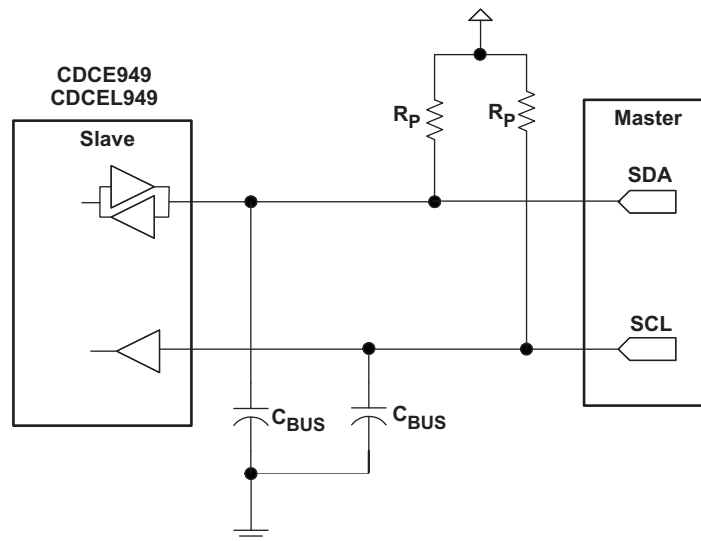 CDCE949
CDCEL949
Slave
R_P
R_P
Master
SDA
SCL
C_BUS
C_BUS